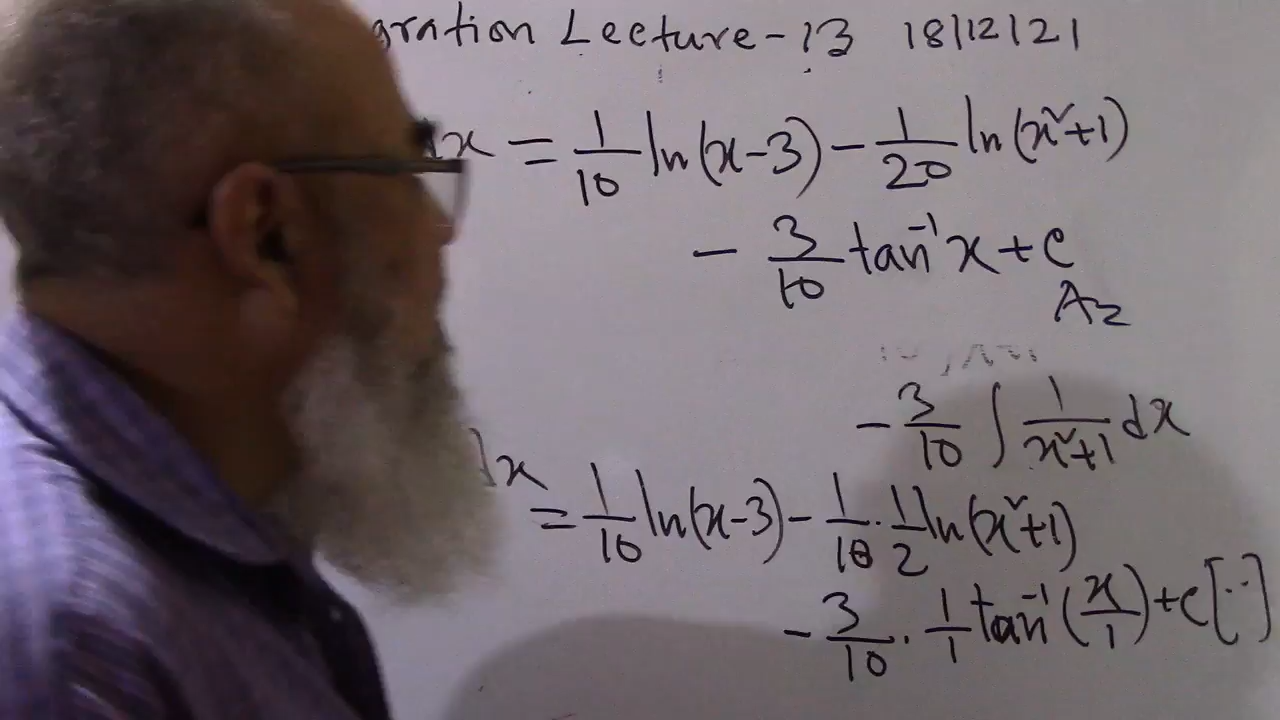 gration Lecture-13 18/12/21
dx = 1/10 ln(x-3) - 1/20 ln(x²+1)
- 3/10 tan⁻¹x + c
- 3/10 ∫ 1/(x²+1) dx
dx
= 1/10 ln(x-3) - 1/10 . 1/2 ln(x²+1)
- 3/10 . 1/1 tan⁻¹(x/1) + c [∵]